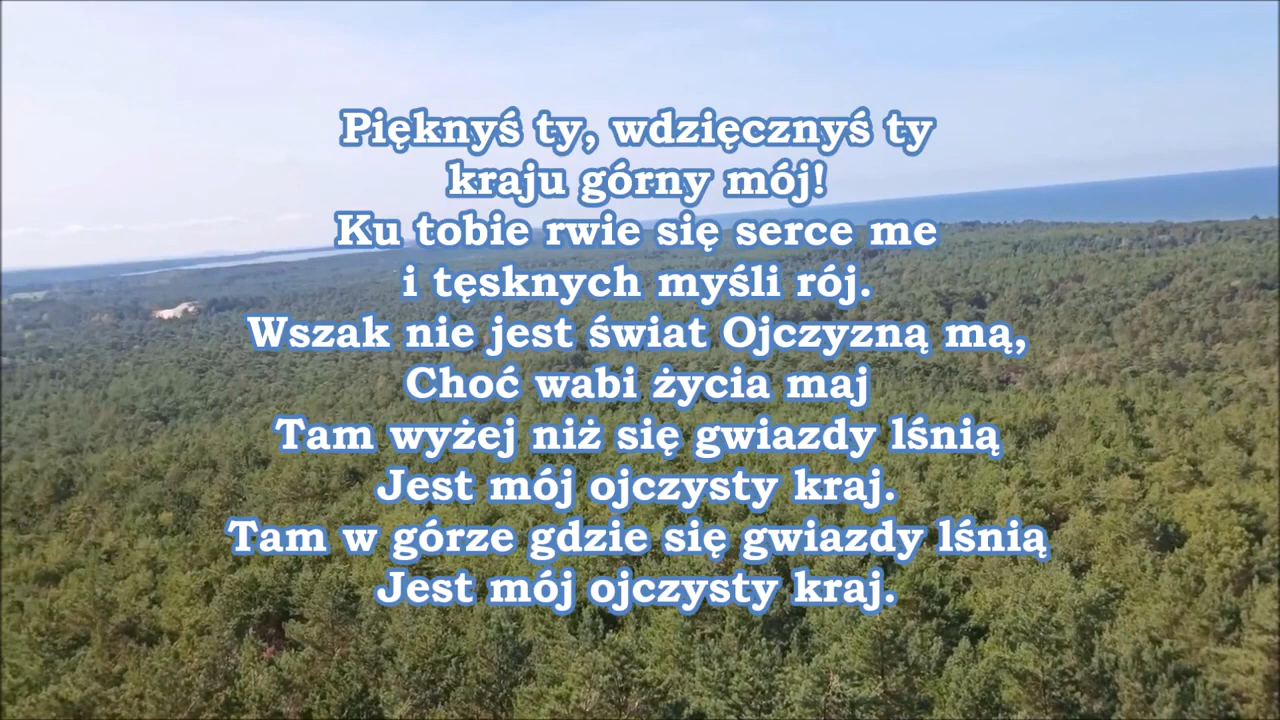 Pięknyś ty, wdzięcznyś ty
kraju górny mój!
Ku tobie rwie się serce me
i tęsknych myśli rój.
Wszak nie jest świat Ojczyzną mą,
Choć wabi życia maj
Tam wyżej niż się gwiazdy lśnią
Jest mój ojczysty kraj.
Tam w górze gdzie się gwiazdy lśnią
Jest mój ojczysty kraj.